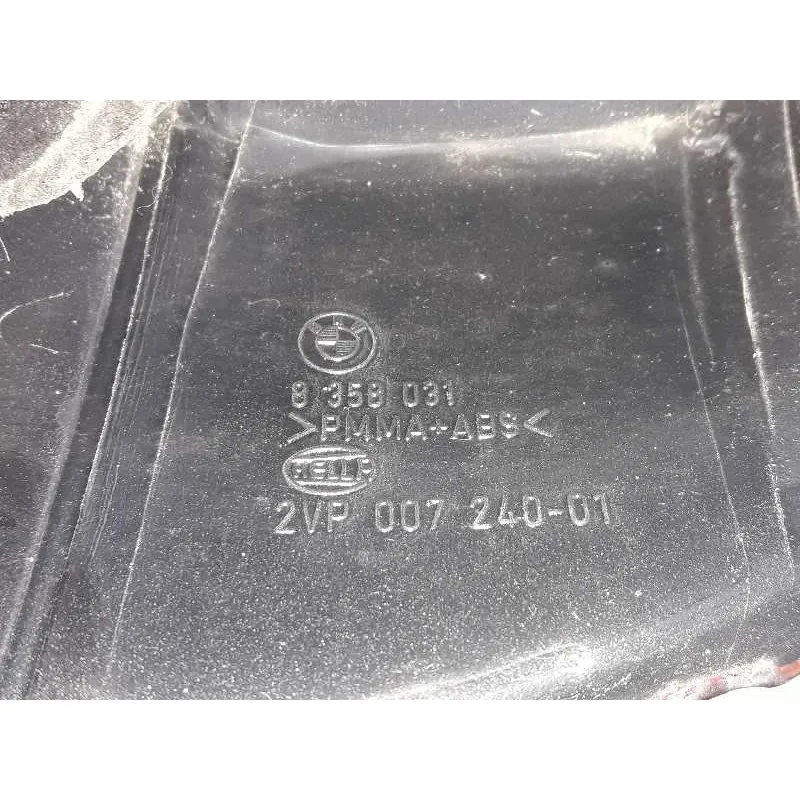 8 358 031
>PMMA+ABS<
HELLA
2VP 007 240-01